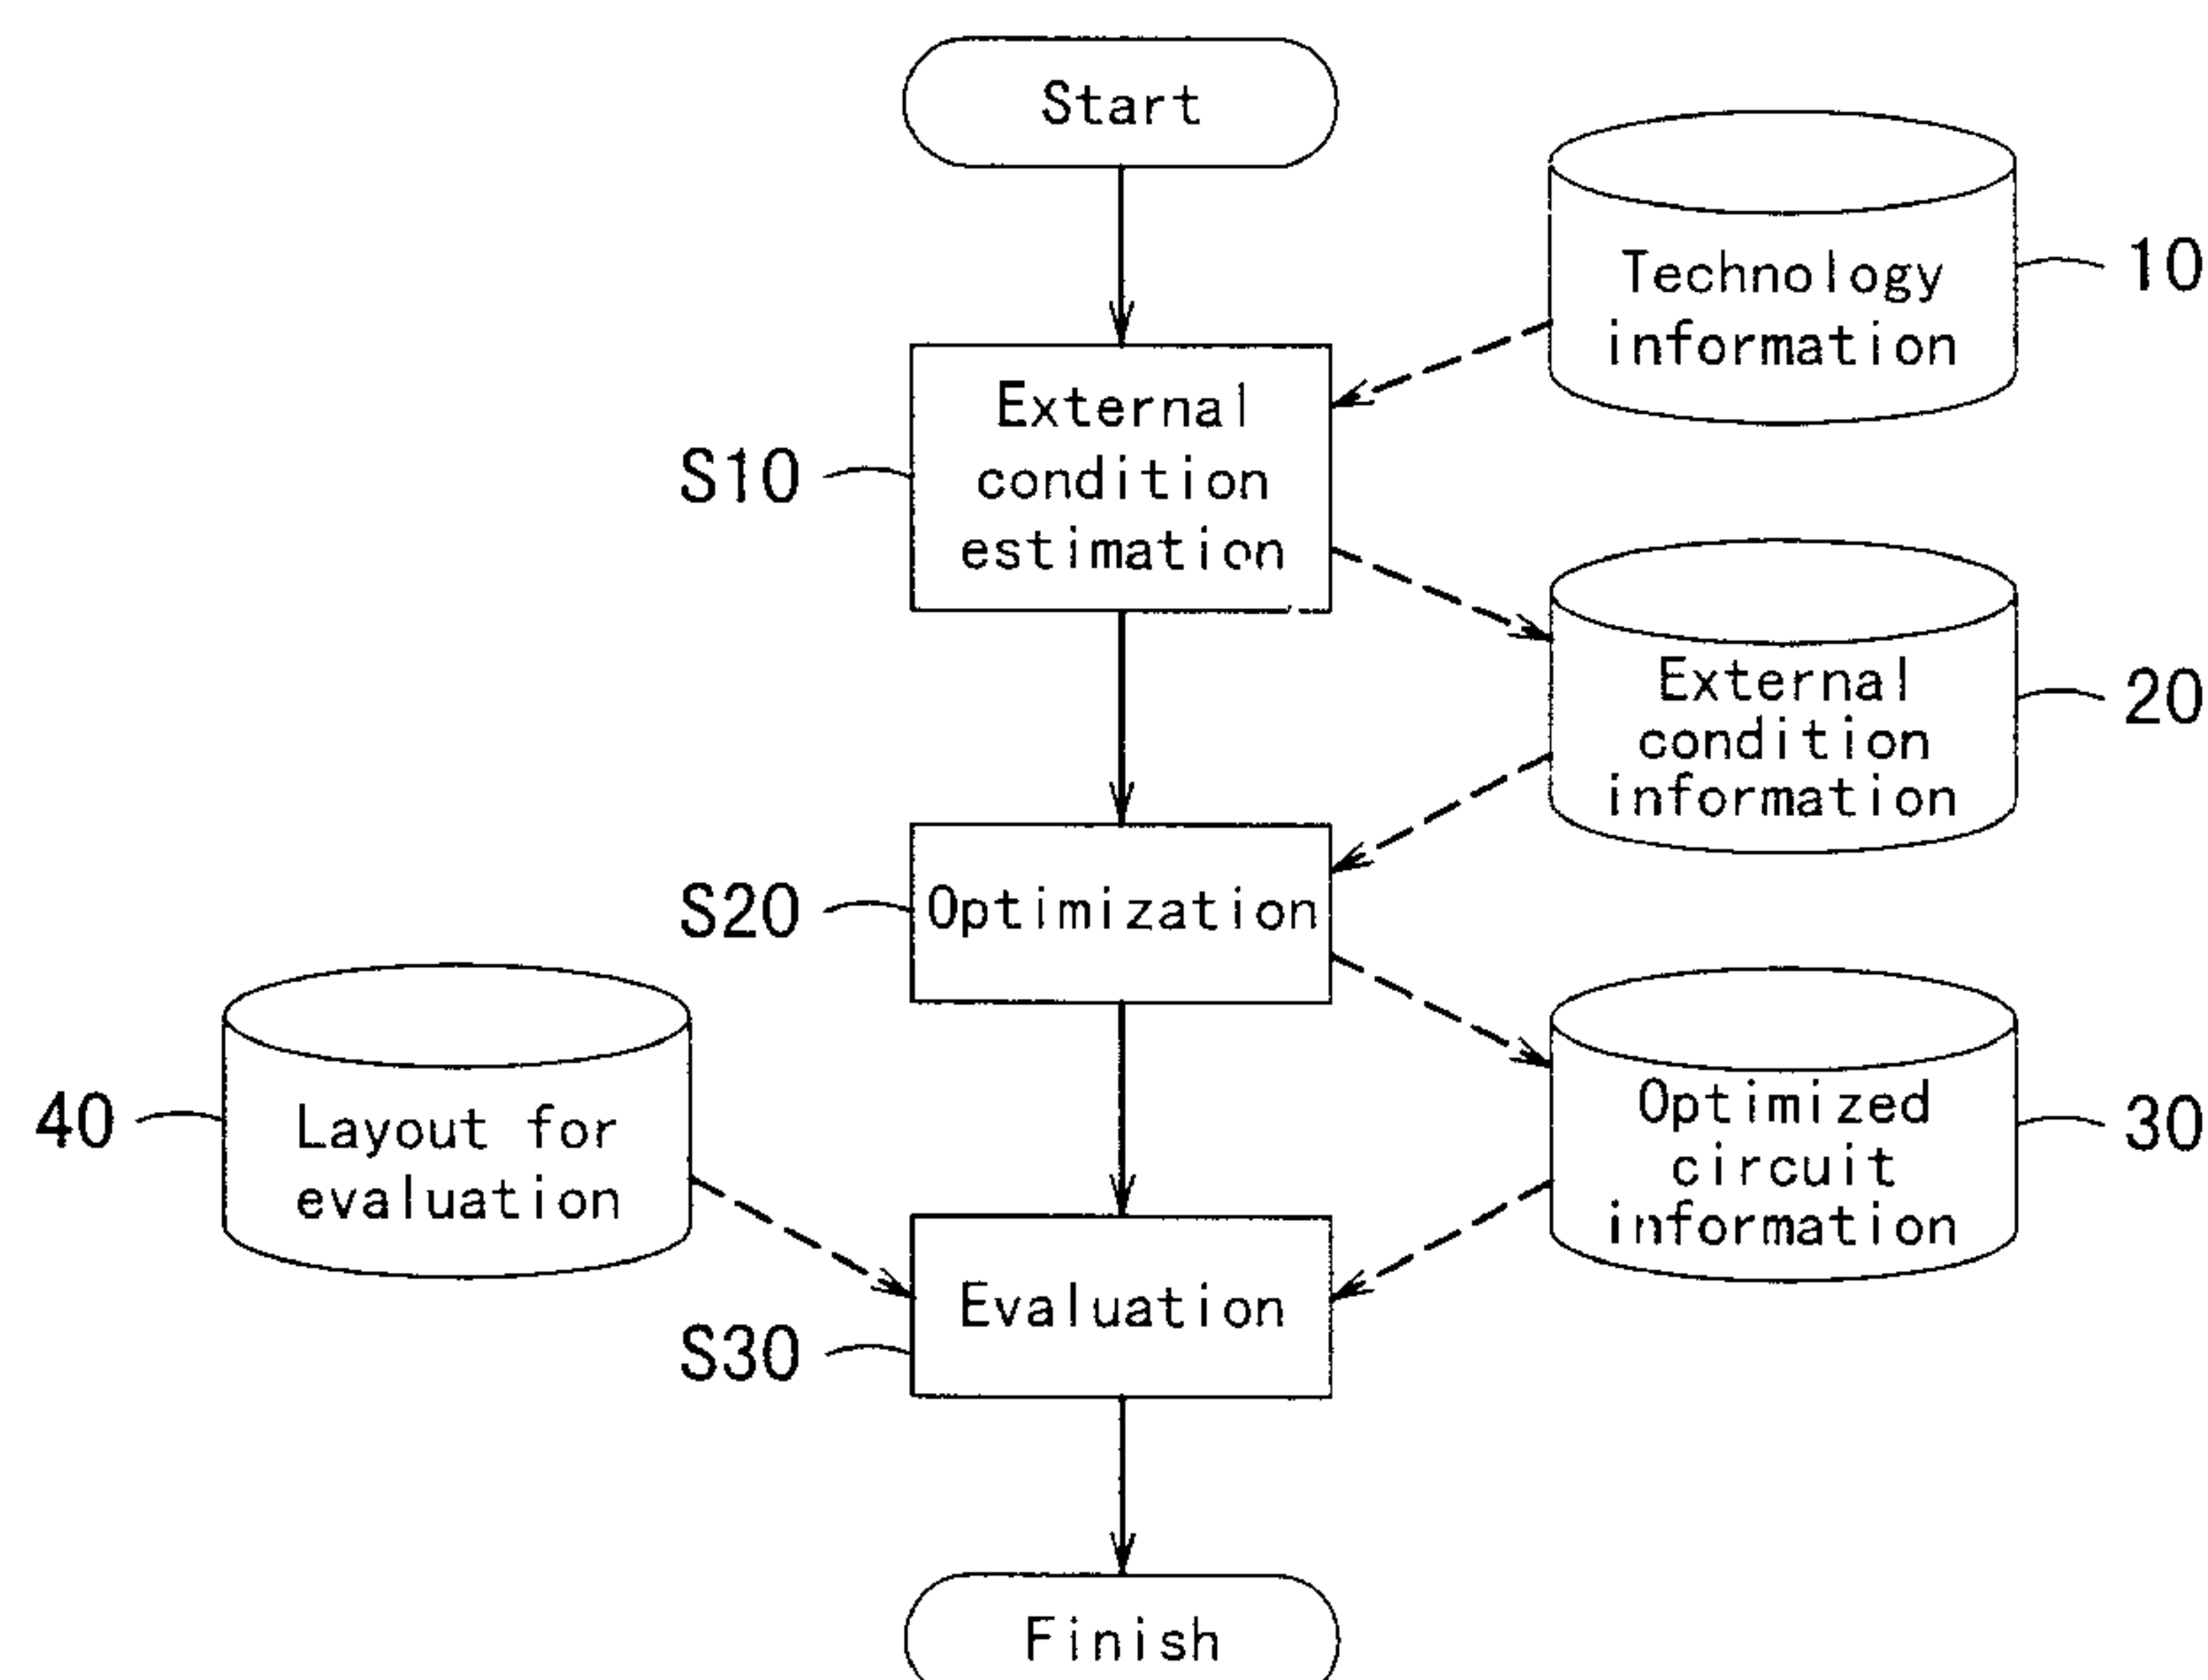 Start
Technology
information
10
External
condition
estimation
S10
External
condition
information
20
Optimization
S20
Optimized
circuit
information
30
Layout for
evaluation
40
Evaluation
S30
Finish